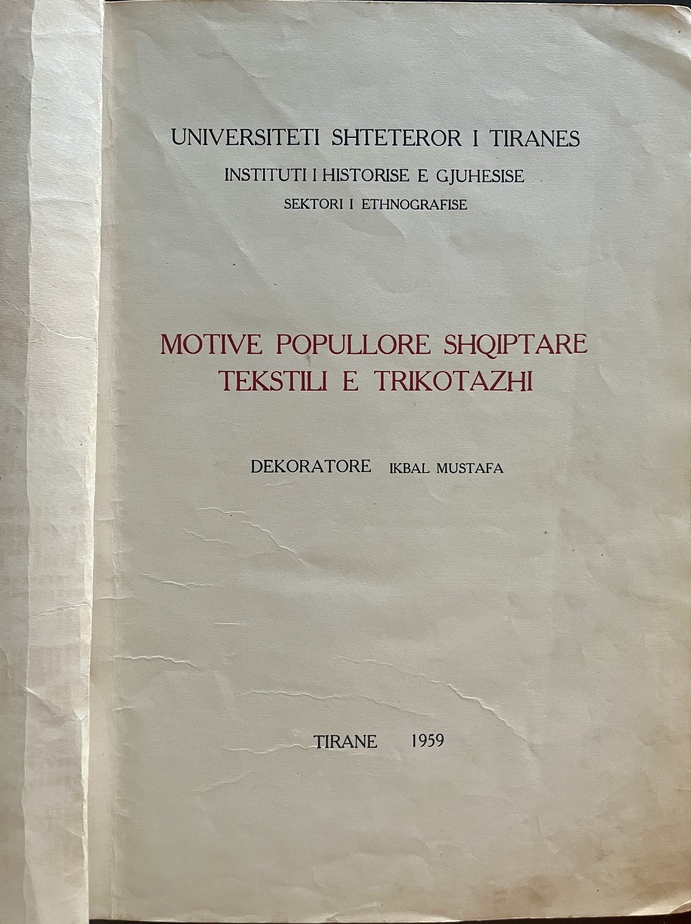 UNIVERSITETI SHTETEROR I TIRANES
INSTITUTI I HISTORISE E GJUHESISE
SEKTORI I ETHNOGRAFISE
MOTIVE POPULLORE SHQIPTARE
TEKSTILI E TRIKOTAZHI
DEKORATORE IKBAL MUSTAFA
TIRANE 1959